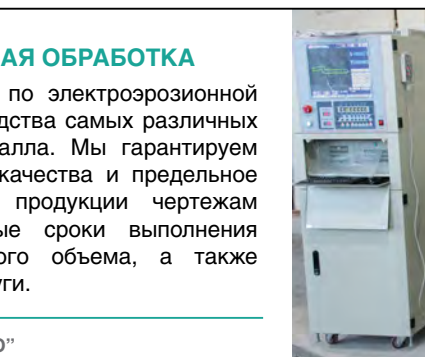 АЯ ОБРАБОТКА
по электроэрозионной
дства самых различных
алла. Мы гарантируем
качества и предельное
продукции чертежам
ые сроки выполнения
ого объема, а также
уги.
О”